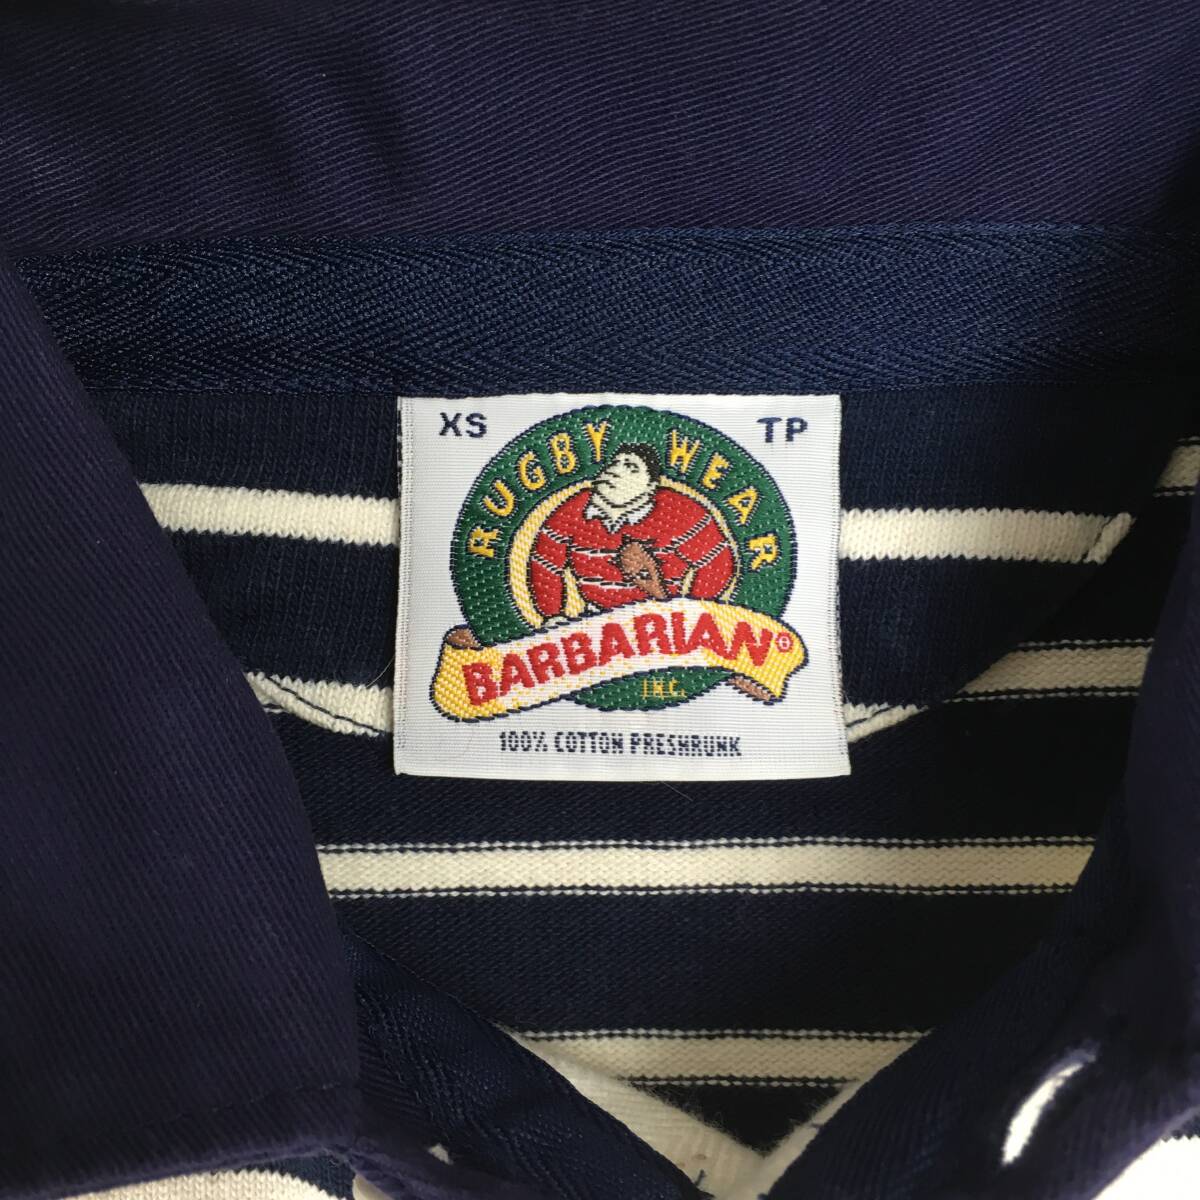 XS TP
RUGBY WEAR
BARBARIAN®
INC.
100% COTTON PRESHRUNK